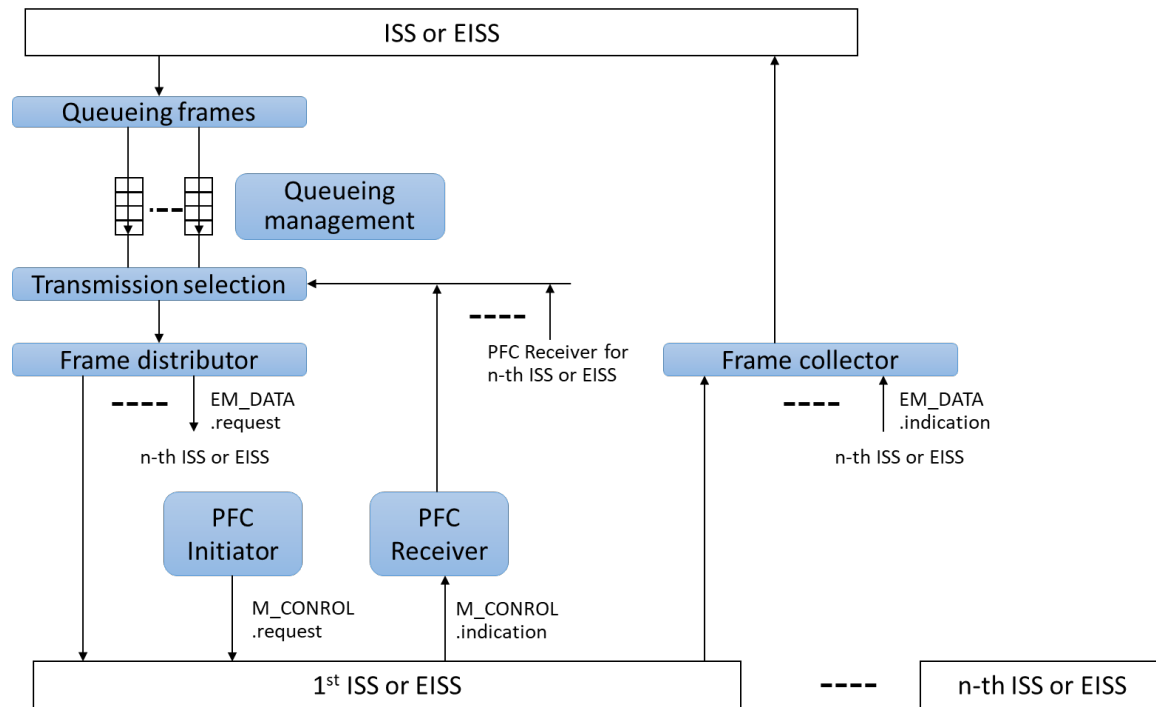 ISS or EISS
Queueing frames
Queueing
management
Transmission selection
PFC Receiver for
n-th ISS or EISS
Frame distributor
Frame collector
EM_DATA
.request
n-th ISS or EISS
EM_DATA
.indication
n-th ISS or EISS
PFC
Initiator
PFC
Receiver
M_CONROL
.request
M_CONROL
.indication
1st ISS or EISS
n-th ISS or EISS